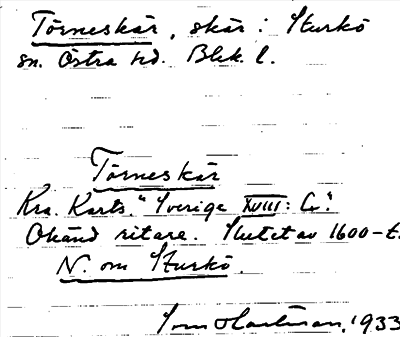 Törneskär, skär i Sturkö
sn. Östra hd. Blek. l.
Törneskär
Kra. Karts. "Sverige XVIII: C".
Okänd ritare. Slutet av 1600-t.
N. om Sturkö.
1933